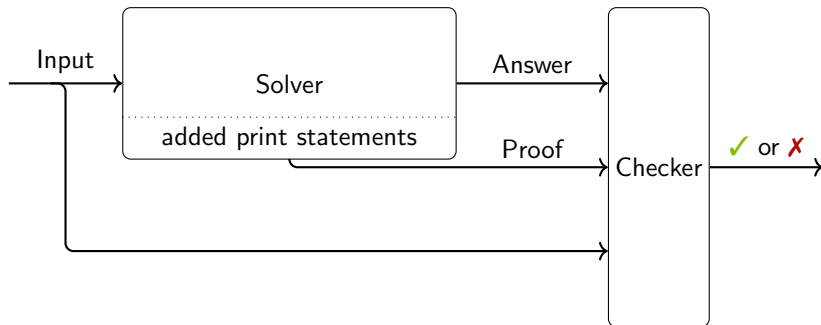 Input
Solver
added print statements
Answer
Proof
Checker
✓ or ✗